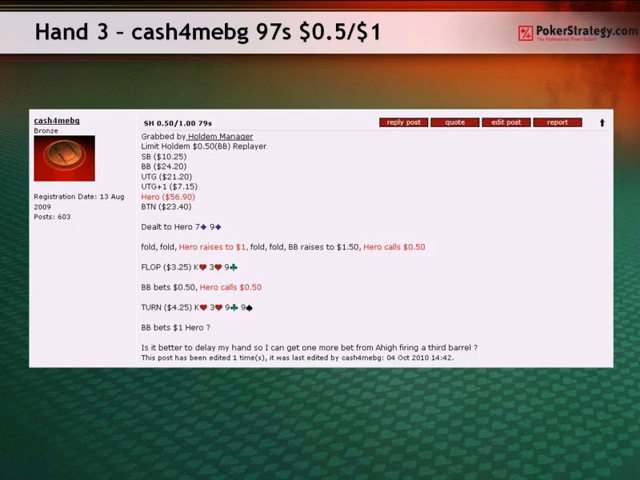 Hand 3 – cash4mebg 97s $0.5/$1
PokerStrategy.com
The Professional Poker School
cash4mebg
Bronze
Registration Date: 13 Aug
2009
Posts: 603
SH 0.50/1.00 79s
reply post
quote
edit post
report
Grabbed by Holdem Manager
Limit Holdem $0.50(BB) Replayer
SB ($10.25)
BB ($24.20)
UTG ($21.20)
UTG+1 ($7.15)
Hero ($56.90)
BTN ($23.40)
Dealt to Hero 7♦ 9♦
fold, fold, Hero raises to $1, fold, fold, BB raises to $1.50, Hero calls $0.50
FLOP ($3.25) K♥ 3♥ 9♣
BB bets $0.50, Hero calls $0.50
TURN ($4.25) K♥ 3♥ 9♣ 9♠
BB bets $1 Hero ?
Is it better to delay my hand so I can get one more bet from Ahigh firing a third barrel ?
This post has been edited 1 time(s), it was last edited by cash4mebg: 04 Oct 2010 14:42.